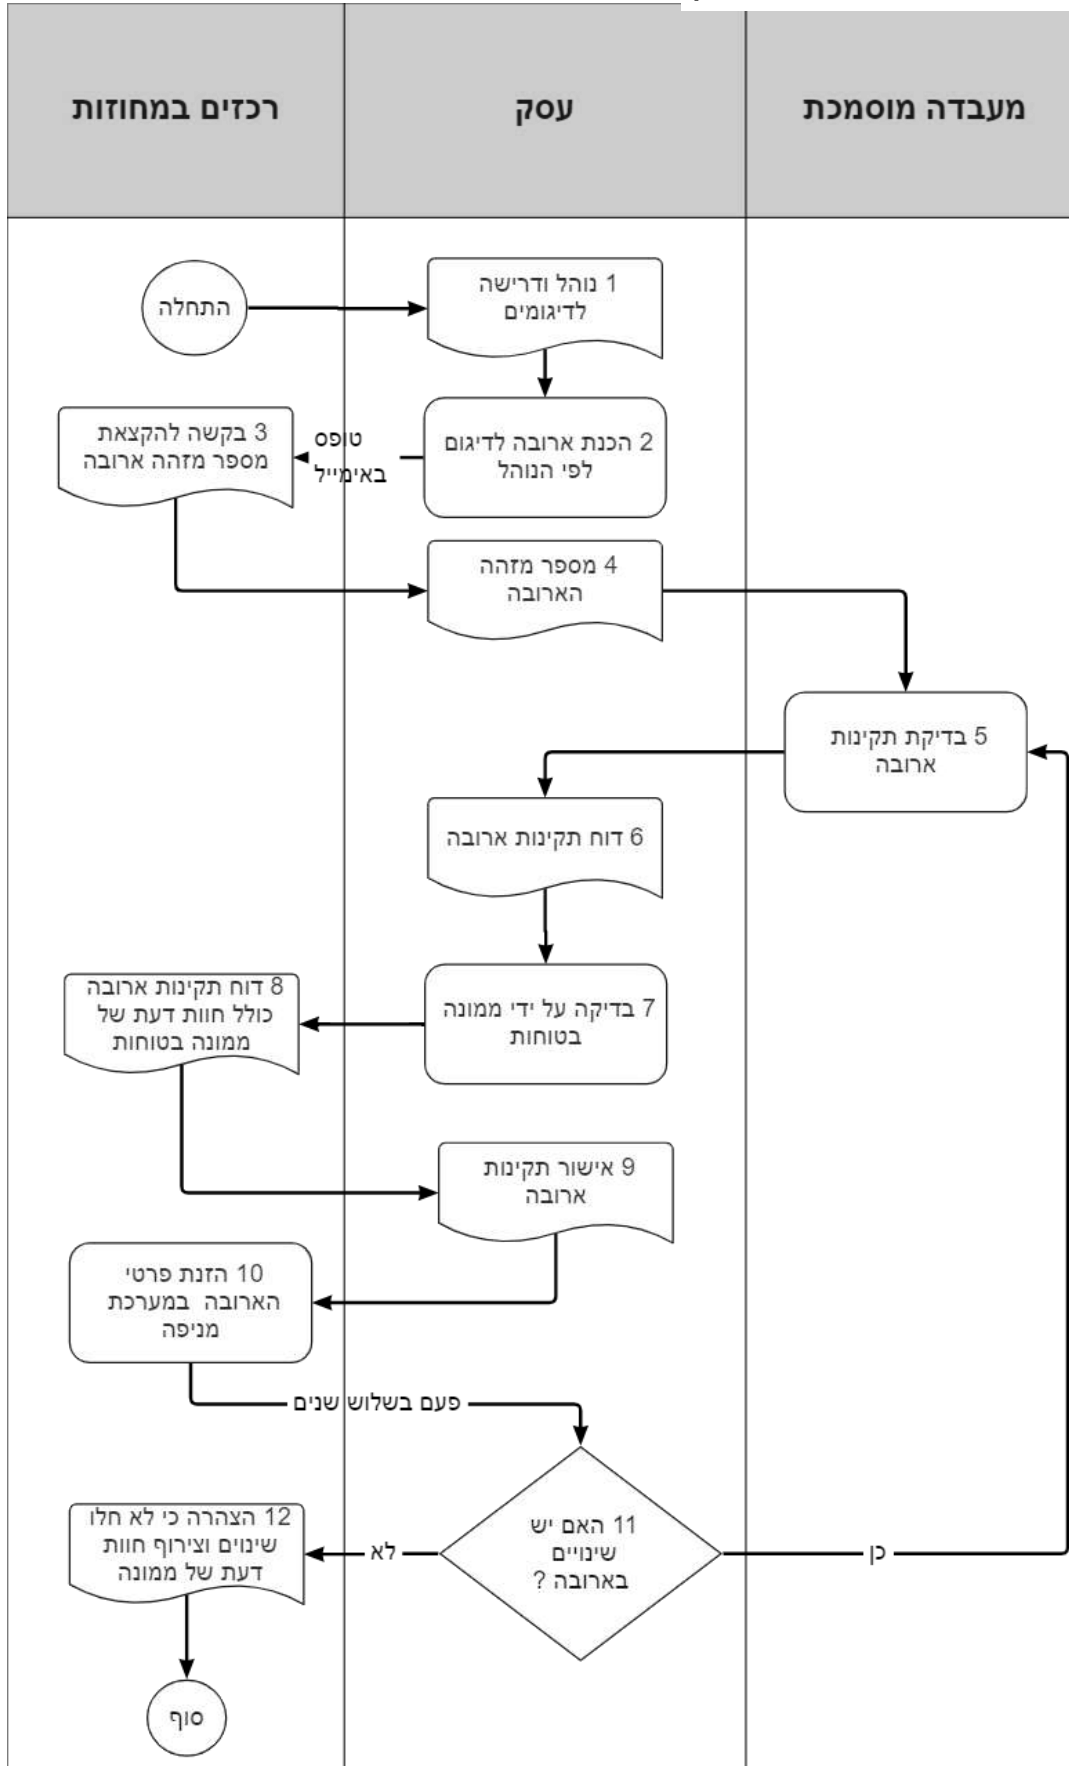 מעבדה מוסמכת
עסק
רכזים במחוזות
התחלה
1 נוהל ודרישה
לדיגומים
2 הכנת ארובה לדיגום
לפי הנוהל
טופס
באימייל
3 בקשה להקצאת
מספר מזהה ארובה
4 מספר מזהה
הארובה
5 בדיקת תקינות
ארובה
6 דוח תקינות ארובה
7 בדיקה על ידי ממונה
בטוחות
8 דוח תקינות ארובה
כולל חוות דעת של
ממונה בטוחות
9 אישור תקינות
ארובה
10 הזנת פרטי
הארובה במערכת
מניפה
פעם בשלוש שנים
11 האם יש
שינויים
בארובה ?
כן
לא
12 הצהרה כי לא חלו
שינוים וצירוף חוות
דעת של ממונה
סוף